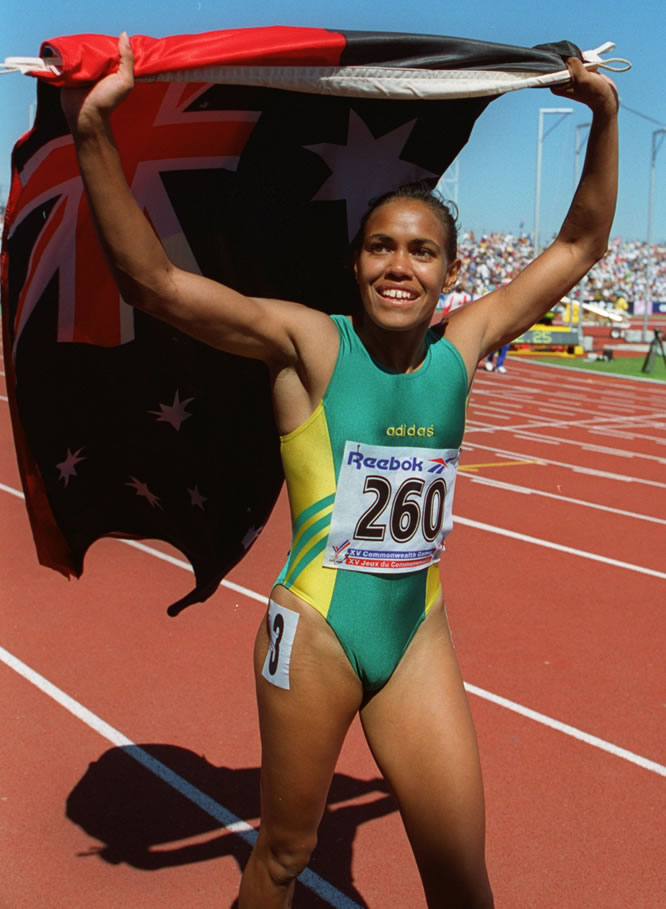 adidas
Reebok
260
XV Commonwealth Games
XV Jeux du Commonwealth
3